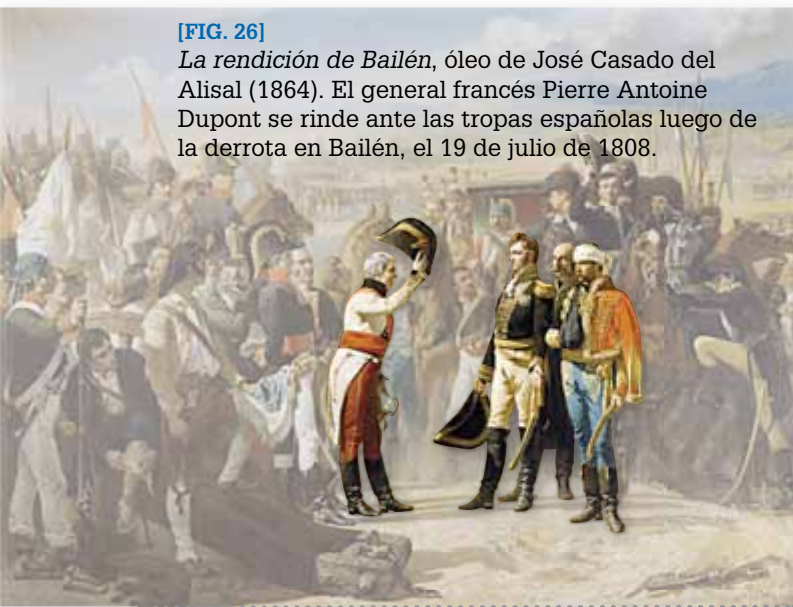 [FIG. 26]
La rendición de Bailén, óleo de José Casado del
Alisal (1864). El general francés Pierre Antoine
Dupont se rinde ante las tropas españolas luego de
la derrota en Bailén, el 19 de julio de 1808.